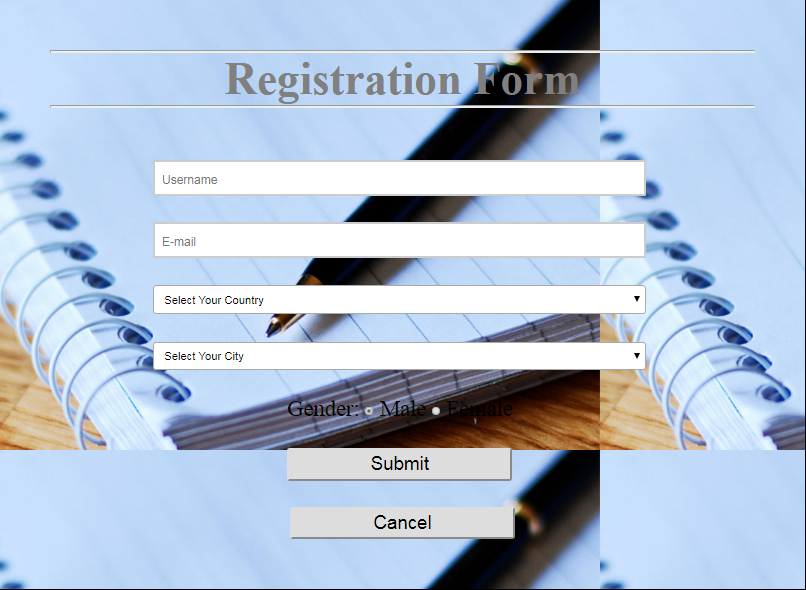 Registration Form
Username
E-mail
Select Your Country
Select Your City
Gender: Male Female
Submit
Cancel